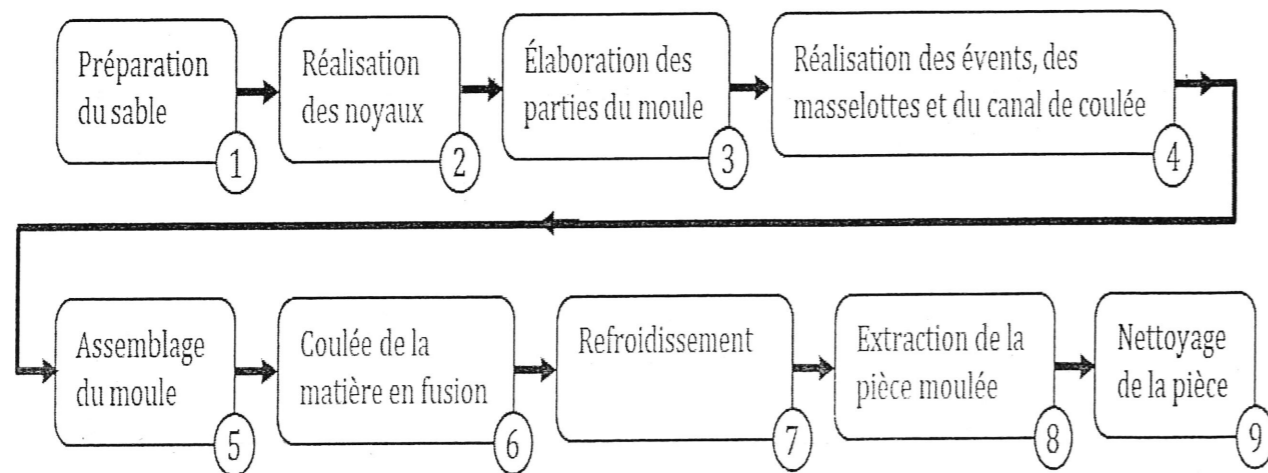 Préparation
du sable
1
Réalisation
des noyaux
2
Élaboration des
parties du moule
3
Réalisation des évents, des
masselottes et du canal de coulée
4
Assemblage
du moule
5
Coulée de la
matière en fusion
6
Refroidissement
7
Extraction de la
pièce moulée
8
Nettoyage
de la pièce
9